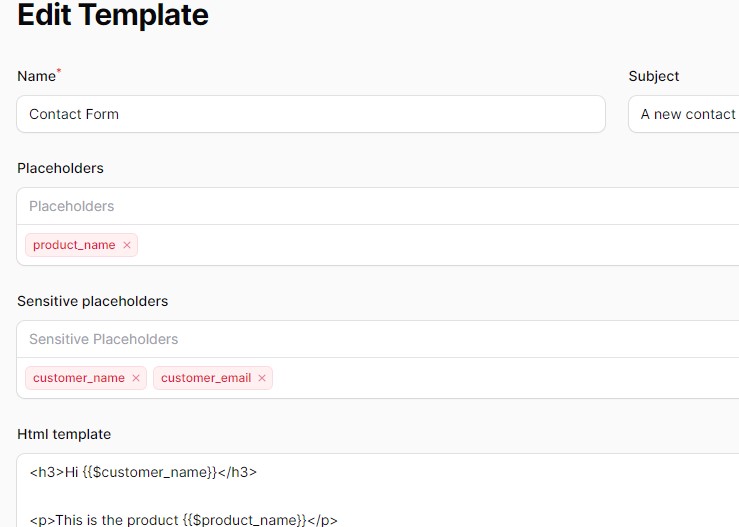 Edit Template
Name* Subject
Contact Form A new contact
Placeholders
Placeholders
product_name ×
Sensitive placeholders
Sensitive Placeholders
customer_name × customer_email ×
Html template
<h3>Hi {{$customer_name}}</h3>
<p>This is the product {{$product_name}}</p>